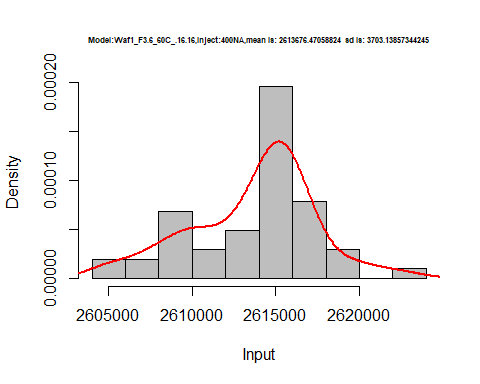 Model:Waf1_F3.6_60C_.16.16,Inject:400NA,mean is: 2613676.47058824 sd is: 3703.13857344245
0.00020
0.00010
0.00000
Density
2605000 2610000 2615000 2620000
Input